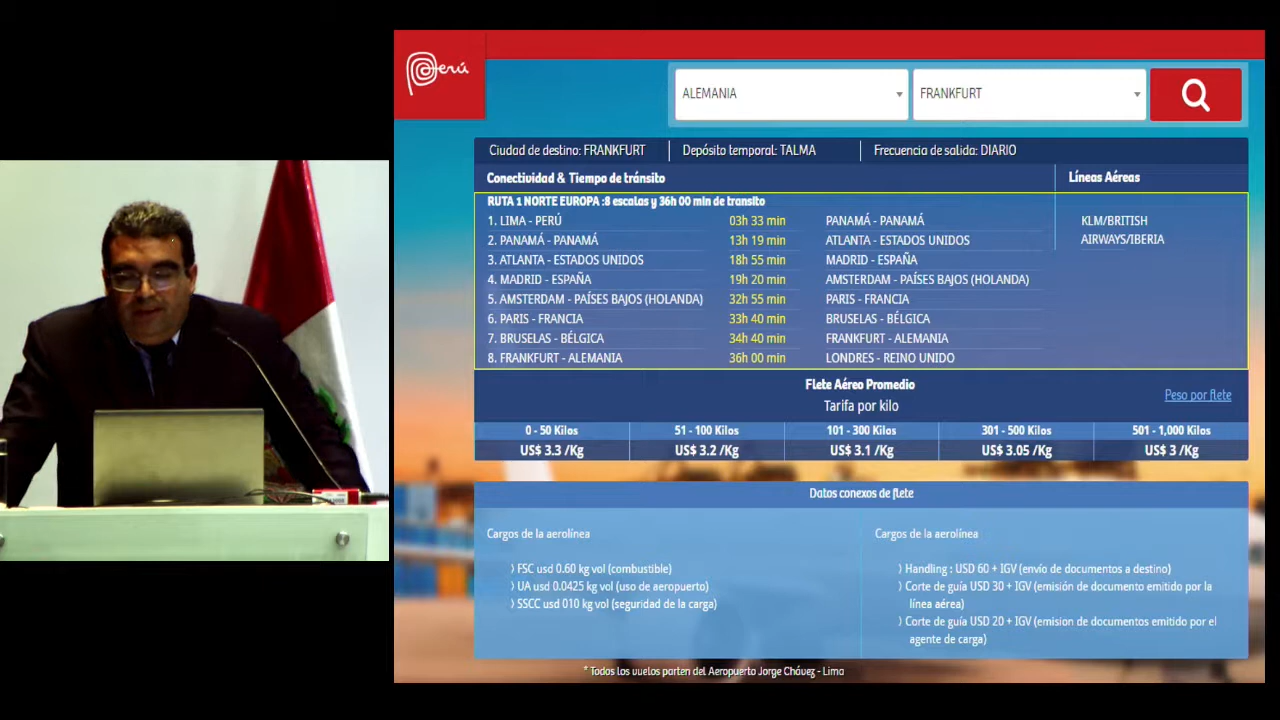 Perú
ALEMANIA
FRANKFURT
Ciudad de destino: FRANKFURT
Depósito temporal: TALMA
Frecuencia de salida: DIARIO
Conectividad & Tiempo de tránsito
Líneas Aéreas
RUTA 1 NORTE EUROPA :8 escalas y 36h 00 min de transito
1. LIMA - PERÚ 03h 33 min PANAMÁ - PANAMÁ
2. PANAMÁ - PANAMÁ 13h 19 min ATLANTA - ESTADOS UNIDOS
3. ATLANTA - ESTADOS UNIDOS 18h 55 min MADRID - ESPAÑA
4. MADRID - ESPAÑA 19h 20 min AMSTERDAM - PAÍSES BAJOS (HOLANDA)
5. AMSTERDAM - PAÍSES BAJOS (HOLANDA) 32h 55 min PARIS - FRANCIA
6. PARIS - FRANCIA 33h 40 min BRUSELAS - BÉLGICA
7. BRUSELAS - BÉLGICA 34h 40 min FRANKFURT - ALEMANIA
8. FRANKFURT - ALEMANIA 36h 00 min LONDRES - REINO UNIDO
KLM/BRITISH
AIRWAYS/IBERIA
Flete Aéreo Promedio
Tarifa por kilo
Peso por flete
0 - 50 Kilos 51 - 100 Kilos 101 - 300 Kilos 301 - 500 Kilos 501 - 1,000 Kilos
US$ 3.3 /Kg US$ 3.2 /Kg US$ 3.1 /Kg US$ 3.05 /Kg US$ 3 /Kg
Datos conexos de flete
Cargos de la aerolínea
〉FSC usd 0.60 kg vol (combustible)
〉UA usd 0.0425 kg vol (uso de aeropuerto)
〉SSCC usd 010 kg vol (seguridad de la carga)
Cargos de la aerolínea
〉Handling : USD 60 + IGV (envío de documentos a destino)
〉Corte de guía USD 30 + IGV (emisión de documento emitido por la
línea aérea)
〉Corte de guía USD 20 + IGV (emision de documentos emitido por el
agente de carga)
* Todos los vuelos parten del Aeropuerto Jorge Chávez - Lima